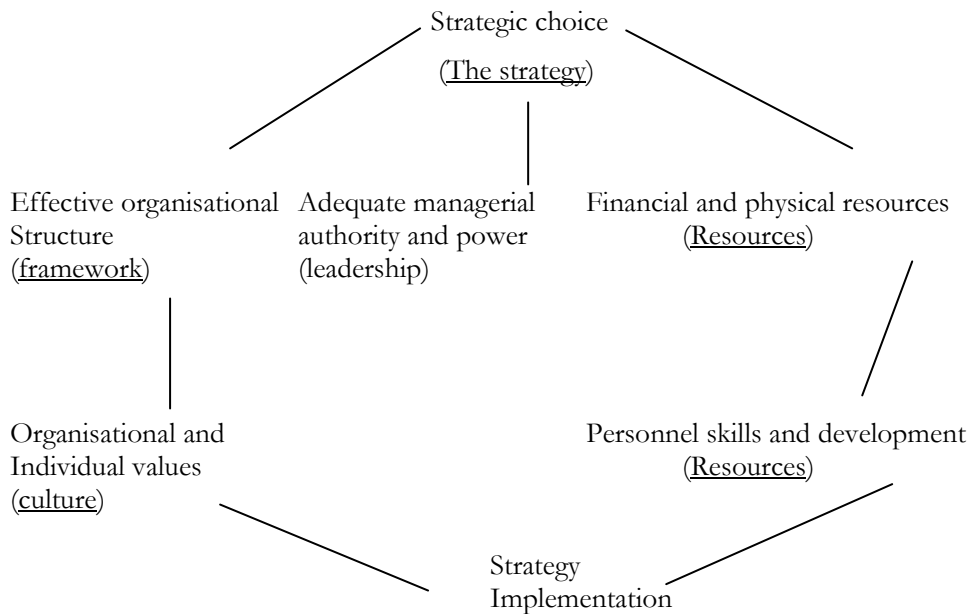 Strategic choice
(The strategy)
Effective organisational
Structure
(framework)
Adequate managerial
authority and power
(leadership)
Financial and physical resources
(Resources)
Organisational and
Individual values
(culture)
Personnel skills and development
(Resources)
Strategy
Implementation